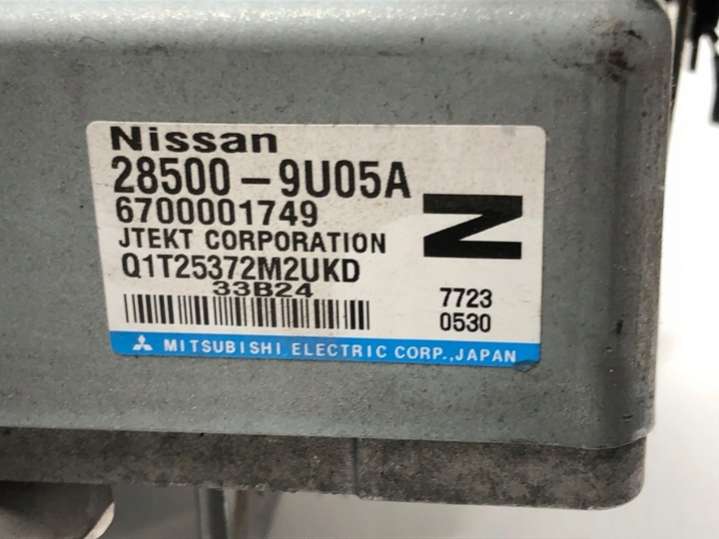 Nissan
28500-9U05A
6700001749
JTEKT CORPORATION
Q1T25372M2UKD
33B24
N
7723
0530
MITSUBISHI ELECTRIC CORP., JAPAN